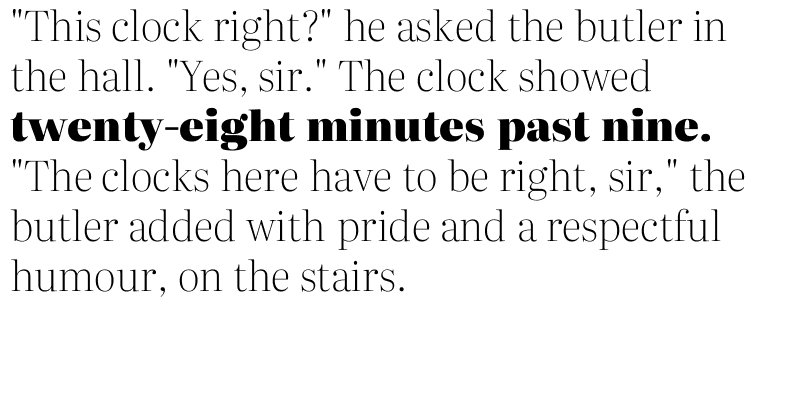 "This clock right?" he asked the butler in
the hall. "Yes, sir." The clock showed
twenty-eight minutes past nine.
"The clocks here have to be right, sir," the
butler added with pride and a respectful
humour, on the stairs.